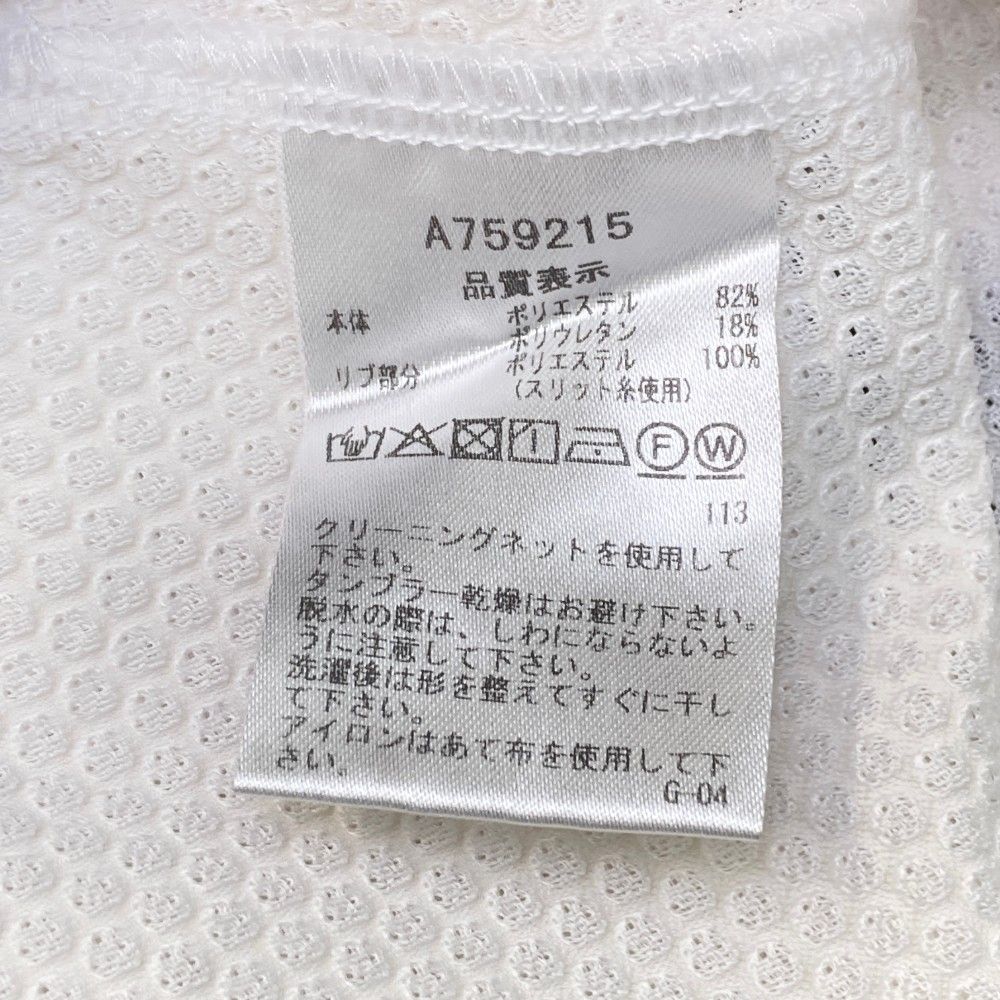 A759215
品質表示
本体 ポリエステル 82%
ポリウレタン 18%
リブ部分 ポリエステル 100%
(スリット糸使用)
F W
113
クリーニングネットを使用して
下さい。
タンブラー乾燥はお避け下さい。
脱水の際は、しわにならないよ
うに注意して下さい。
洗濯後は形を整えてすぐに干し
て下さい。
アイロンはあて布を使用して下
さい。
G-04